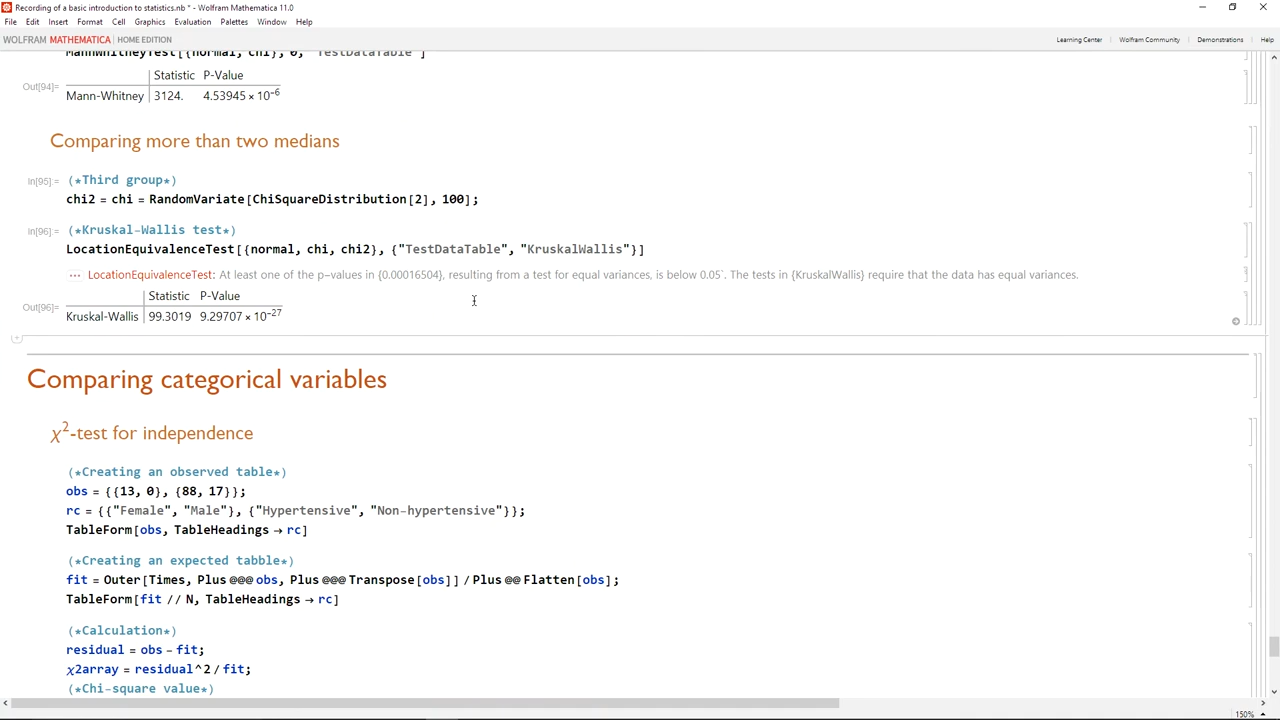 Recording of a basic introduction to statistics.nb * - Wolfram Mathematica 11.0
File Edit Insert Format Cell Graphics Evaluation Palettes Window Help
WOLFRAM MATHEMATICA | HOME EDITION Learning Center | Wolfram Community | Demonstrations | Help
MannWhitneyTest[{normal, chi}, 0, "TestDataTable"]
Statistic P-Value
Out[94]= Mann-Whitney 3124. 4.53945 × 10⁻⁶
Comparing more than two medians
In[95]:= (*Third group*)
chi2 = chi = RandomVariate[ChiSquareDistribution[2], 100];
In[96]:= (*Kruskal-Wallis test*)
LocationEquivalenceTest[{normal, chi, chi2}, {"TestDataTable", "KruskalWallis"}]
... LocationEquivalenceTest: At least one of the p-values in {0.00016504}, resulting from a test for equal variances, is below 0.05`. The tests in {KruskalWallis} require that the data has equal variances.
Statistic P-Value
Out[96]= Kruskal-Wallis 99.3019 9.29707 × 10⁻²⁷
Comparing categorical variables
χ²-test for independence
(*Creating an observed table*)
obs = {{13, 0}, {88, 17}};
rc = {{"Female", "Male"}, {"Hypertensive", "Non-hypertensive"}};
TableForm[obs, TableHeadings → rc]
(*Creating an expected tabble*)
fit = Outer[Times, Plus @@@ obs, Plus @@@ Transpose[obs]] / Plus @@ Flatten[obs];
TableForm[fit // N, TableHeadings → rc]
(*Calculation*)
residual = obs - fit;
χ2array = residual^2 / fit;
(*Chi-square value*)
150%